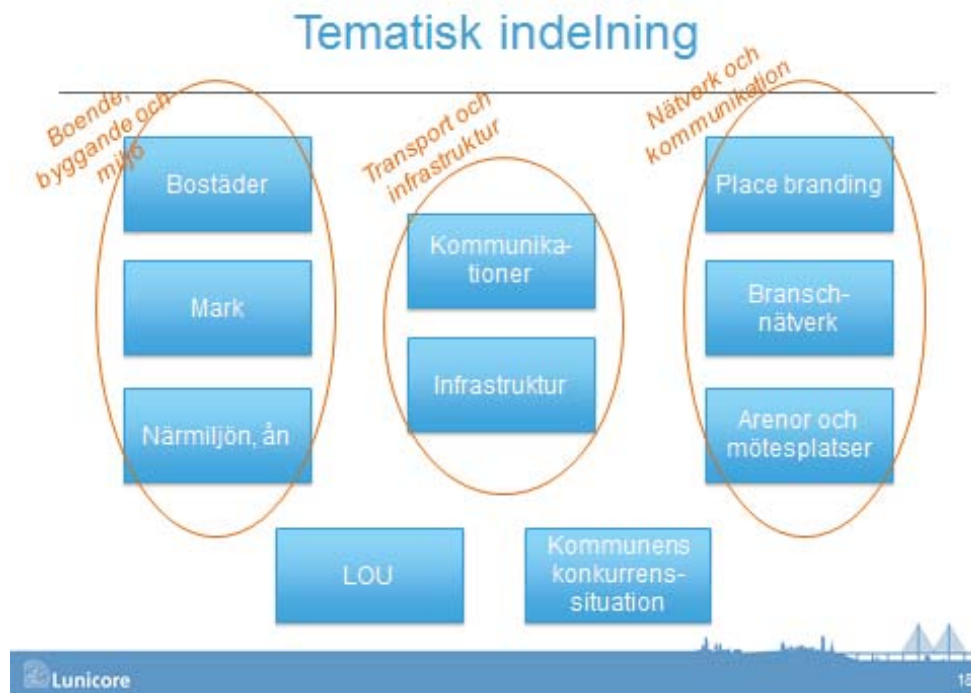 Tematisk indelning
Boende,
byggande och
miljö
Bostäder
Mark
Närmiljön, ån
Transport och
infrastruktur
Kommunika-
tioner
Infrastruktur
Nätverk och
kommunikation
Place branding
Bransch-
nätverk
Arenor och
mötesplatser
LOU
Kommunens
konkurrens-
situation
Lunicore
18